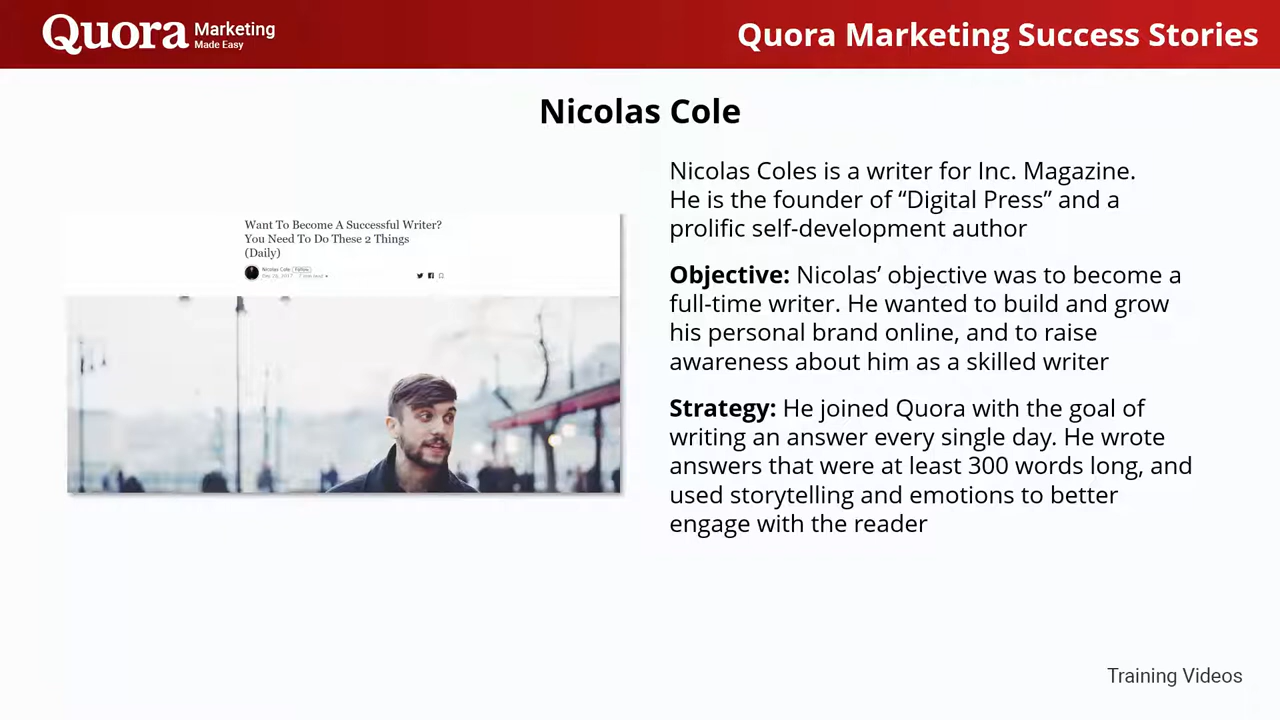 Quora Marketing
Made Easy
Quora Marketing Success Stories
Nicolas Cole
Want To Become A Successful Writer?
You Need To Do These 2 Things
(Daily)
Nicolas Cole Follow
Nicolas Coles is a writer for Inc. Magazine.
He is the founder of “Digital Press” and a
prolific self-development author
Objective: Nicolas’ objective was to become a
full-time writer. He wanted to build and grow
his personal brand online, and to raise
awareness about him as a skilled writer
Strategy: He joined Quora with the goal of
writing an answer every single day. He wrote
answers that were at least 300 words long, and
used storytelling and emotions to better
engage with the reader
Training Videos